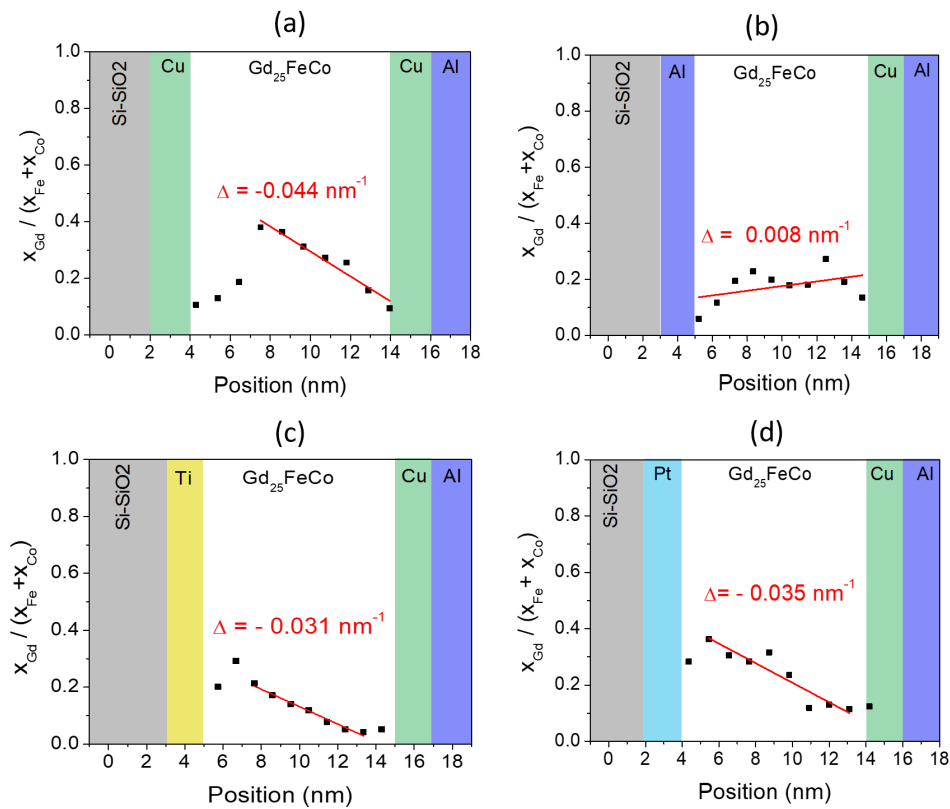 (a)
1.0
0.8
0.6
0.4
0.2
0.0
x_Gd / (x_Fe +x_Co)
Si-SiO2
Cu
Gd₂₅FeCo
Cu
Al
Δ = -0.044 nm⁻¹
0 2 4 6 8 10 12 14 16 18
Position (nm)
(b)
1.0
0.8
0.6
0.4
0.2
0.0
x_Gd / (x_Fe +x_Co)
Si-SiO2
Al
Gd₂₅FeCo
Cu
Al
Δ = 0.008 nm⁻¹
0 2 4 6 8 10 12 14 16 18
Position (nm)
(c)
1.0
0.8
0.6
0.4
0.2
0.0
x_Gd / (x_Fe +x_Co)
Si-SiO2
Ti
Gd₂₅FeCo
Cu
Al
Δ = - 0.031 nm⁻¹
0 2 4 6 8 10 12 14 16 18
Position (nm)
(d)
1.0
0.8
0.6
0.4
0.2
0.0
x_Gd / (x_Fe + x_Co)
Si-SiO2
Pt
Gd₂₅FeCo
Cu
Al
Δ= - 0.035 nm⁻¹
0 2 4 6 8 10 12 14 16 18
Position (nm)